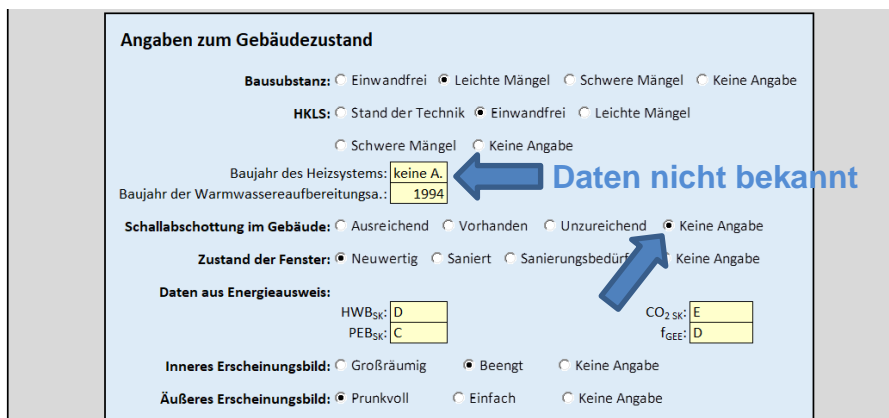 Angaben zum Gebäudezustand
Bausubstanz: Einwandfrei Leichte Mängel Schwere Mängel Keine Angabe
HKLS: Stand der Technik Einwandfrei Leichte Mängel
Schwere Mängel Keine Angabe
Baujahr des Heizsystems: keine A. Daten nicht bekannt
Baujahr der Warmwassereaufbereitungsa.: 1994
Schallabschottung im Gebäude: Ausreichend Vorhanden Unzureichend Keine Angabe
Zustand der Fenster: Neuwertig Saniert Keine Angabe
Daten aus Energieausweis:
HWBSK: D CO2 SK: E
PEBSK: C fGEE: D
Inneres Erscheinungsbild: Großräumig Beengt Keine Angabe
Äußeres Erscheinungsbild: Prunkvoll Einfach Keine Angabe